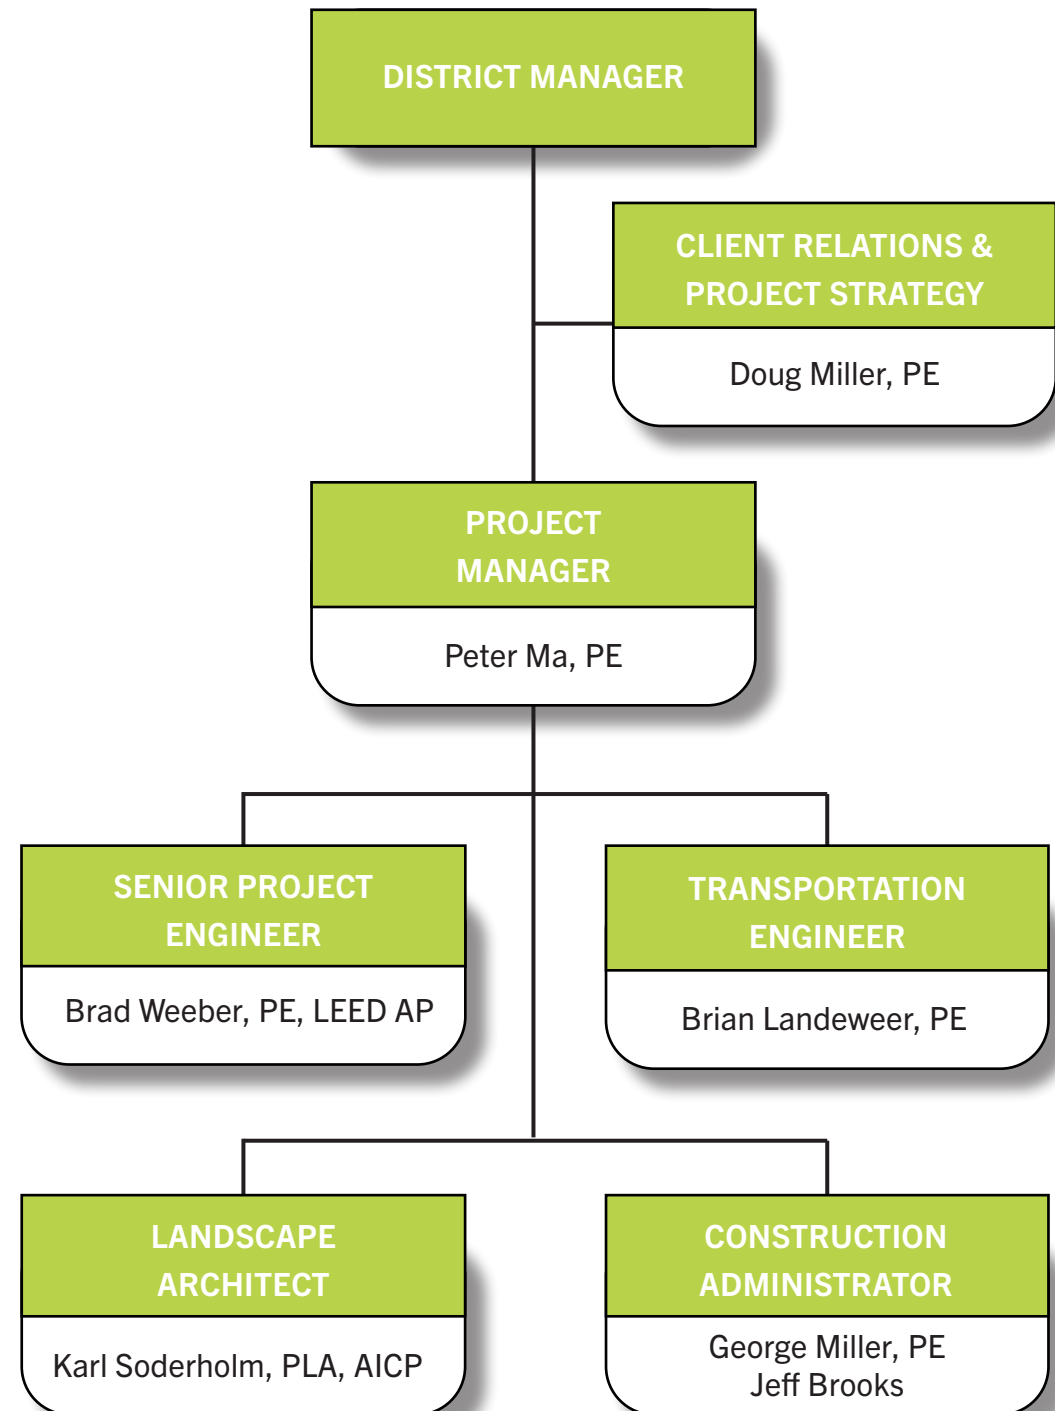 DISTRICT MANAGER
CLIENT RELATIONS &
PROJECT STRATEGY
Doug Miller, PE
PROJECT
MANAGER
Peter Ma, PE
SENIOR PROJECT
ENGINEER
Brad Weeber, PE, LEED AP
TRANSPORTATION
ENGINEER
Brian Landeweer, PE
LANDSCAPE
ARCHITECT
Karl Soderholm, PLA, AICP
CONSTRUCTION
ADMINISTRATOR
George Miller, PE
Jeff Brooks